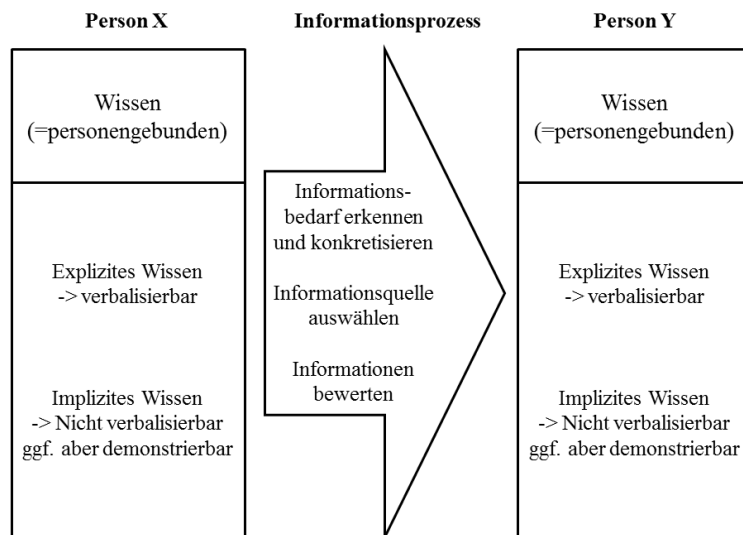 Person X
Informationsprozess
Person Y
Wissen
(=personengebunden)
Explizites Wissen
-> verbalisierbar
Implizites Wissen
-> Nicht verbalisierbar
ggf. aber demonstrierbar
Informations-
bedarf erkennen
und konkretisieren
Informationsquelle
auswählen
Informationen
bewerten
Wissen
(=personengebunden)
Explizites Wissen
-> verbalisierbar
Implizites Wissen
-> Nicht verbalisierbar
ggf. aber demonstrierbar